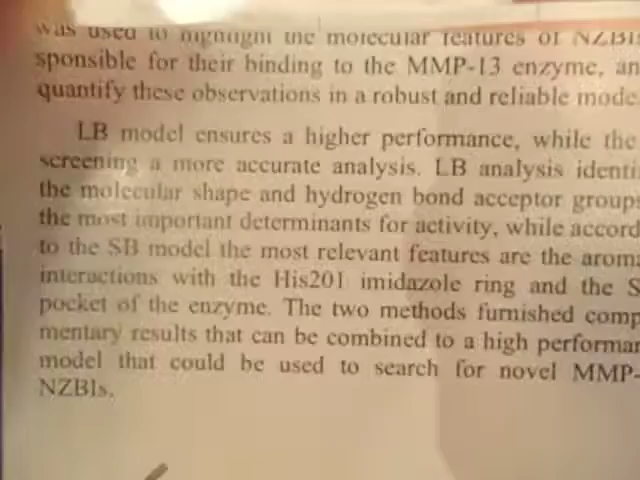 was used to highlight the molecular features of NZBIs
sponsible for their binding to the MMP-13 enzyme, an
quantify these observations in a robust and reliable mode
LB model ensures a higher performance, while the
screening a more accurate analysis. LB analysis identi
the molecular shape and hydrogen bond acceptor groups
the most important determinants for activity, while accord
to the SB model the most relevant features are the aroma
interactions with the His201 imidazole ring and the S
pocket of the enzyme. The two methods furnished comp
mentary results that can be combined to a high performan
model that could be used to search for novel MMP-
NZBIs.